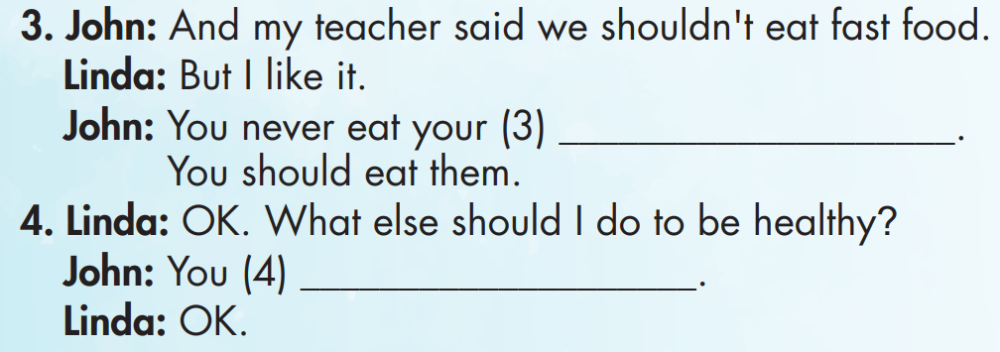 3. John: And my teacher said we shouldn't eat fast food.
Linda: But I like it.
John: You never eat your (3) ____________________.
You should eat them.
4. Linda: OK. What else should I do to be healthy?
John: You (4) ____________________.
Linda: OK.